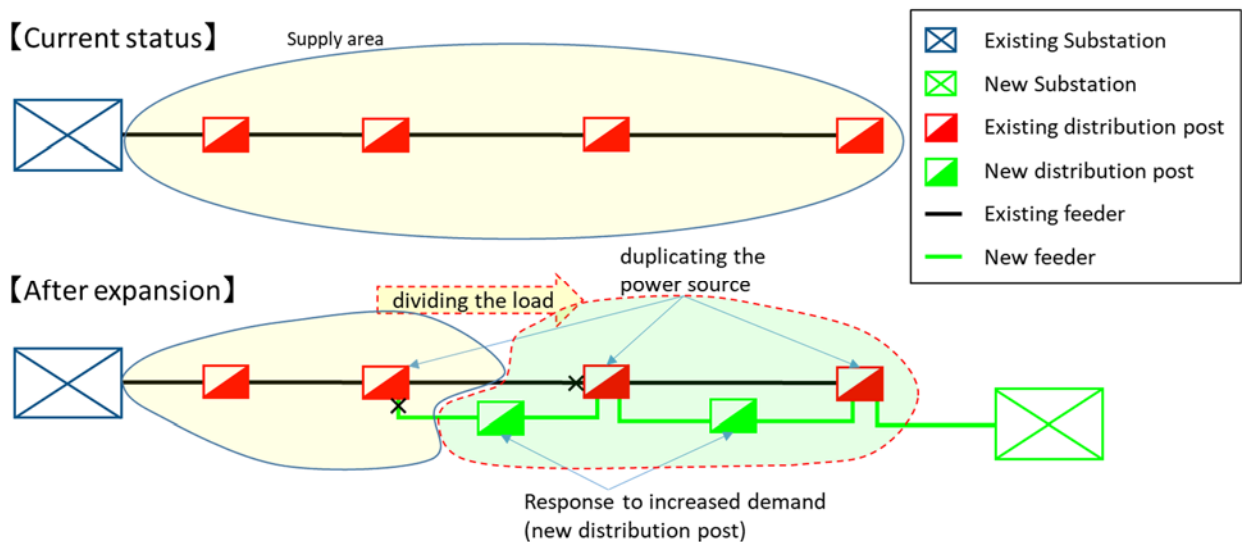 【Current status】
Supply area
Existing Substation
New Substation
Existing distribution post
New distribution post
Existing feeder
New feeder
【After expansion】
dividing the load
duplicating the
power source
Response to increased demand
(new distribution post)